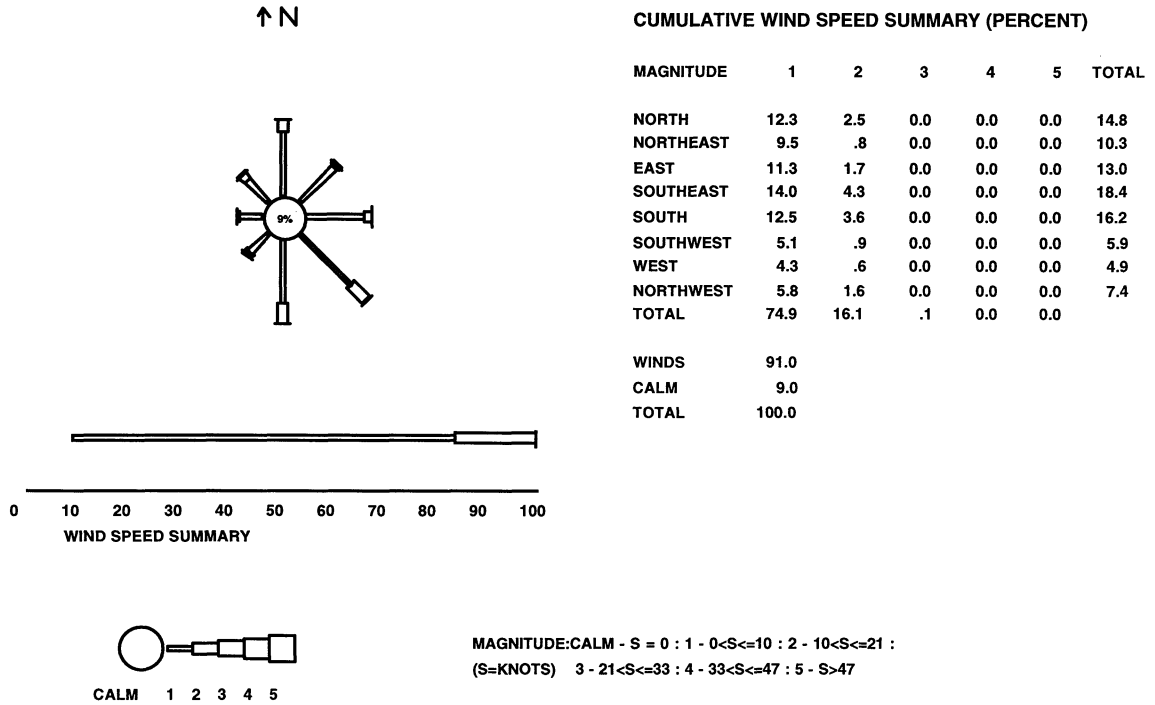 ↑ N
9%
0 10 20 30 40 50 60 70 80 90 100
WIND SPEED SUMMARY
CALM 1 2 3 4 5
CUMULATIVE WIND SPEED SUMMARY (PERCENT)
MAGNITUDE 1 2 3 4 5 TOTAL
NORTH 12.3 2.5 0.0 0.0 0.0 14.8
NORTHEAST 9.5 .8 0.0 0.0 0.0 10.3
EAST 11.3 1.7 0.0 0.0 0.0 13.0
SOUTHEAST 14.0 4.3 0.0 0.0 0.0 18.4
SOUTH 12.5 3.6 0.0 0.0 0.0 16.2
SOUTHWEST 5.1 .9 0.0 0.0 0.0 5.9
WEST 4.3 .6 0.0 0.0 0.0 4.9
NORTHWEST 5.8 1.6 0.0 0.0 0.0 7.4
TOTAL 74.9 16.1 .1 0.0 0.0
WINDS 91.0
CALM 9.0
TOTAL 100.0
MAGNITUDE:CALM - S = 0 : 1 - 0<S<=10 : 2 - 10<S<=21 :
(S=KNOTS) 3 - 21<S<=33 : 4 - 33<S<=47 : 5 - S>47